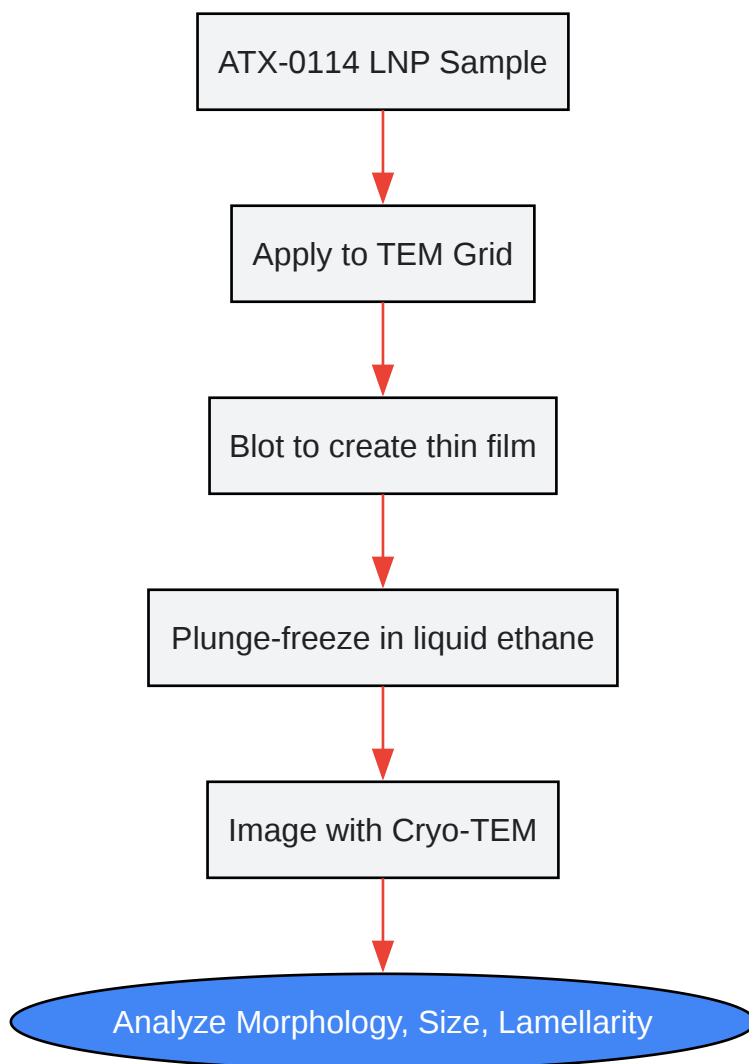 ATX-0114 LNP Sample
Apply to TEM Grid
Blot to create thin film
Plunge-freeze in liquid ethane
Image with Cryo-TEM
Analyze Morphology, Size, Lamellarity